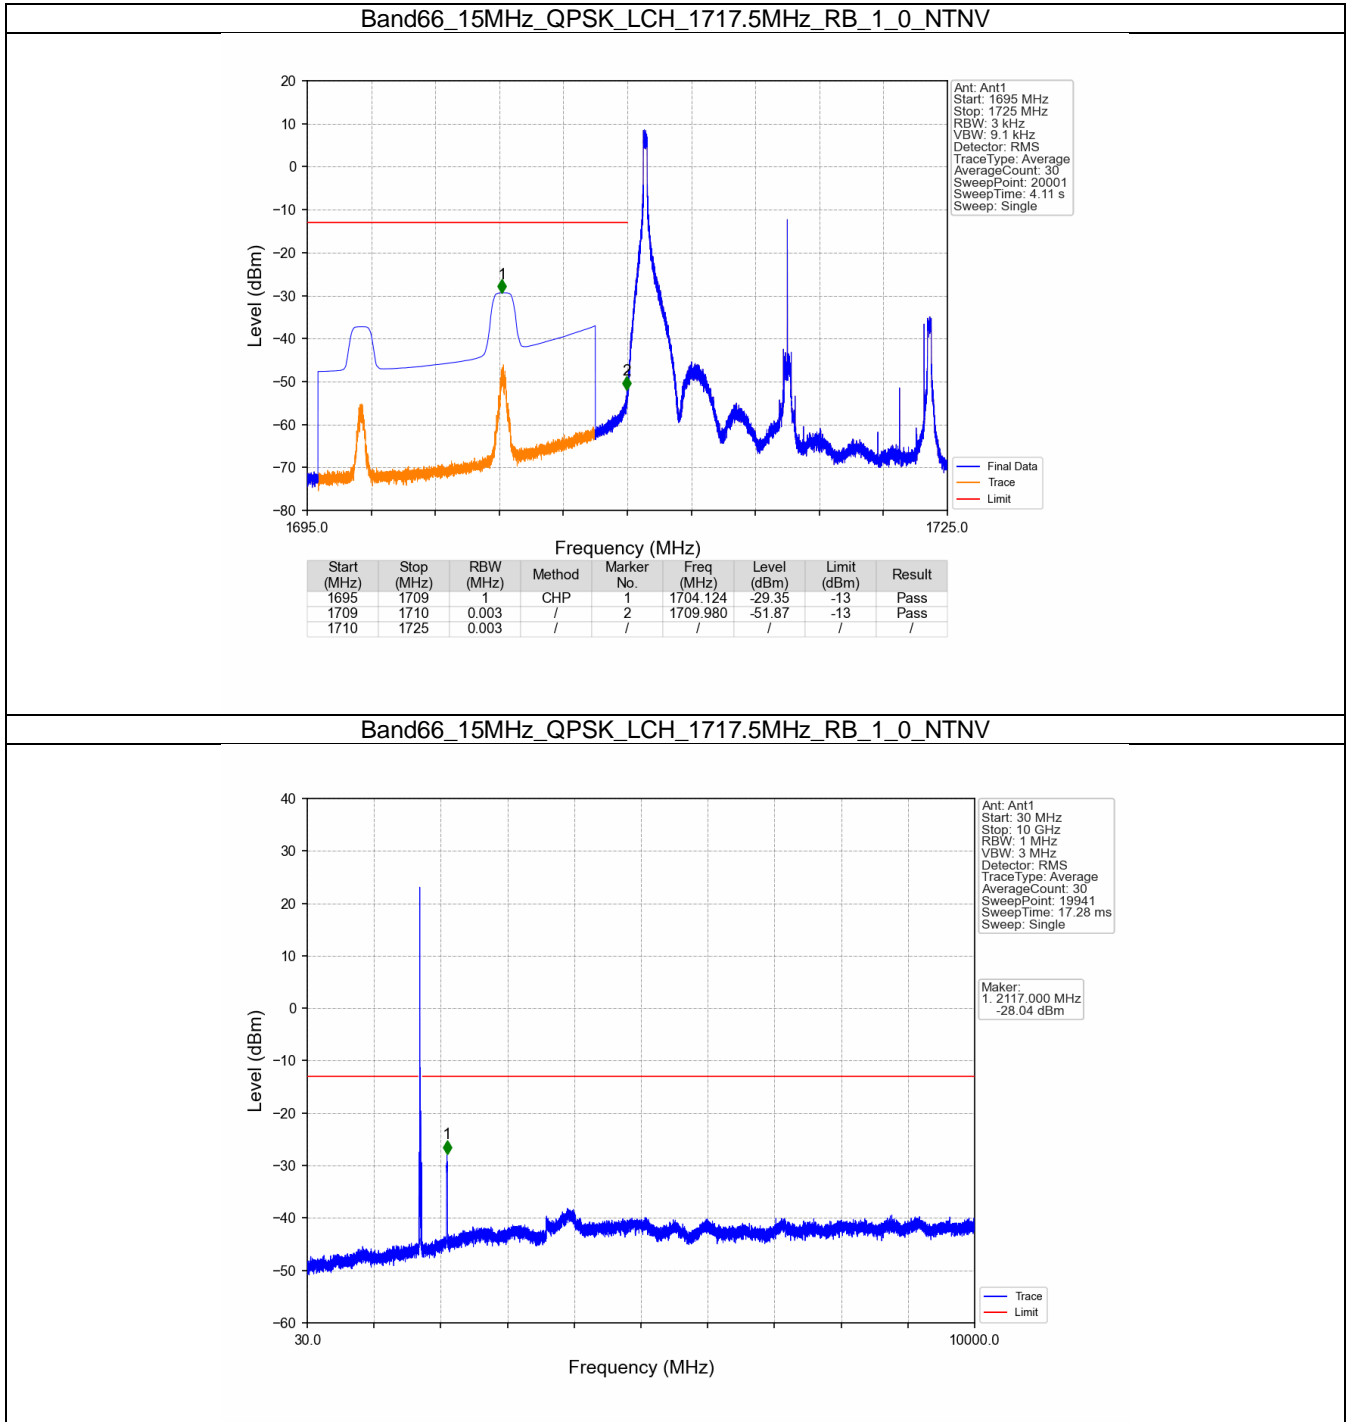 Band66_15MHz_QPSK_LCH_1717.5MHz_RB_1_0_NTNV
20
10
0
−10
−20
−30
−40
−50
−60
−70
−80
Level (dBm)
1
2
1695.0
1725.0
Frequency (MHz)
Ant: Ant1
Start: 1695 MHz
Stop: 1725 MHz
RBW: 3 kHz
VBW: 9.1 kHz
Detector: RMS
TraceType: Average
AverageCount: 30
SweepPoint: 20001
SweepTime: 4.11 s
Sweep: Single
Final Data
Trace
Limit
Start (MHz) Stop (MHz) RBW (MHz) Method Marker No. Freq (MHz) Level (dBm) Limit (dBm) Result
1695 1709 1 CHP 1 1704.124 -29.35 -13 Pass
1709 1710 0.003 / 2 1709.980 -51.87 -13 Pass
1710 1725 0.003 / / / / / /
Band66_15MHz_QPSK_LCH_1717.5MHz_RB_1_0_NTNV
40
30
20
10
0
−10
−20
−30
−40
−50
−60
Level (dBm)
1
30.0
10000.0
Frequency (MHz)
Ant: Ant1
Start: 30 MHz
Stop: 10 GHz
RBW: 1 MHz
VBW: 3 MHz
Detector: RMS
TraceType: Average
AverageCount: 30
SweepPoint: 19941
SweepTime: 17.28 ms
Sweep: Single
Maker:
1. 2117.000 MHz
-28.04 dBm
Trace
Limit